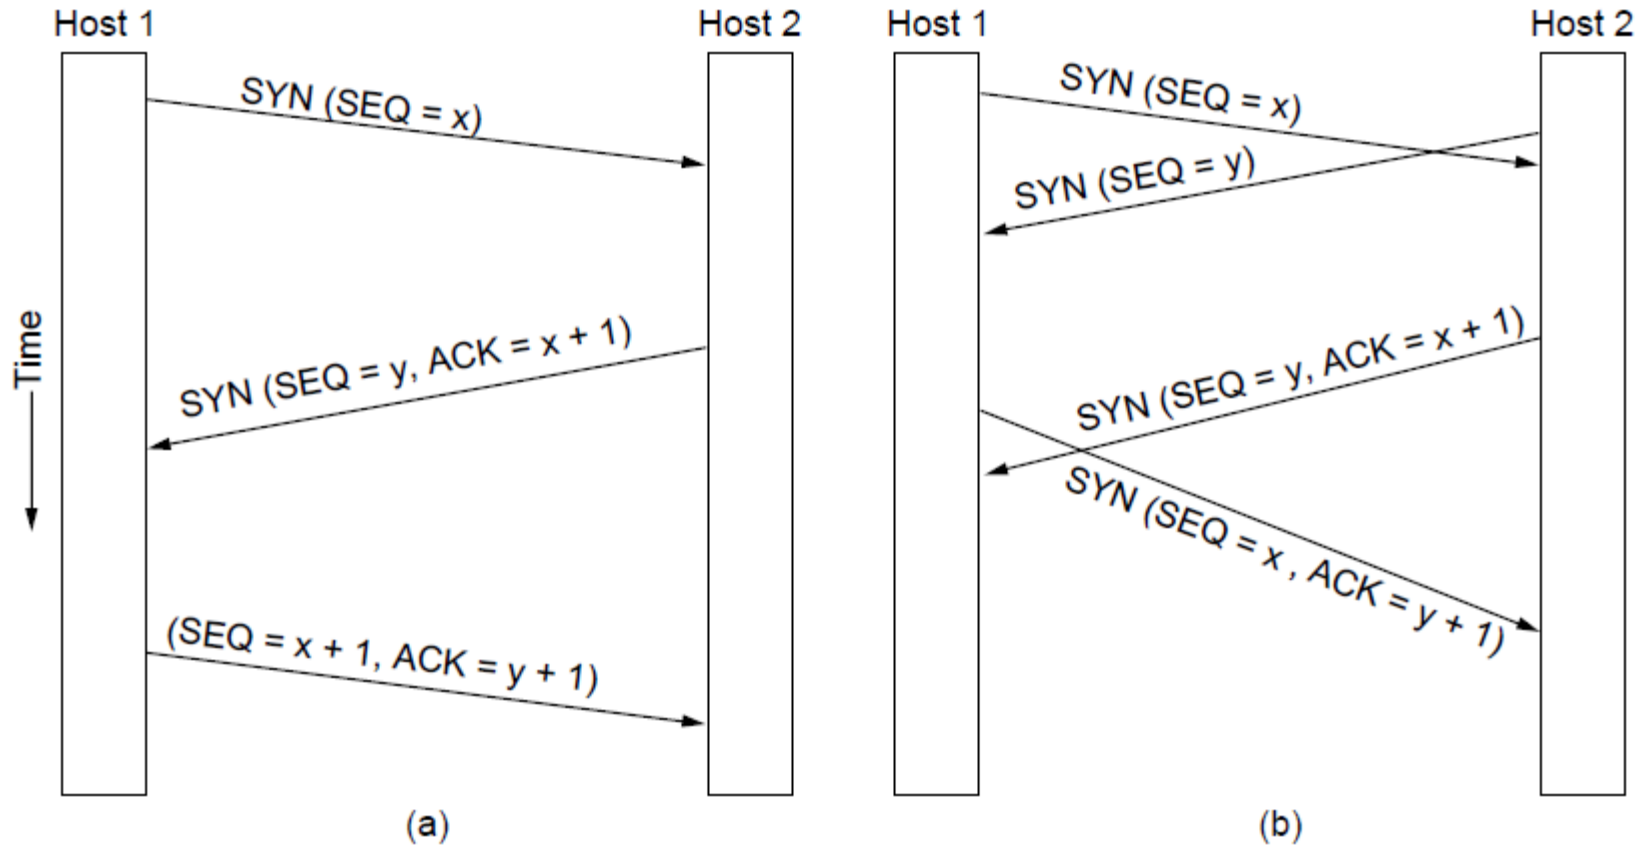 Host 1
Host 2
SYN (SEQ = x)
Time
SYN (SEQ = y, ACK = x + 1)
(SEQ = x + 1, ACK = y + 1)
(a)
Host 1
Host 2
SYN (SEQ = x)
SYN (SEQ = y)
SYN (SEQ = y, ACK = x + 1)
SYN (SEQ = x , ACK = y + 1)
(b)